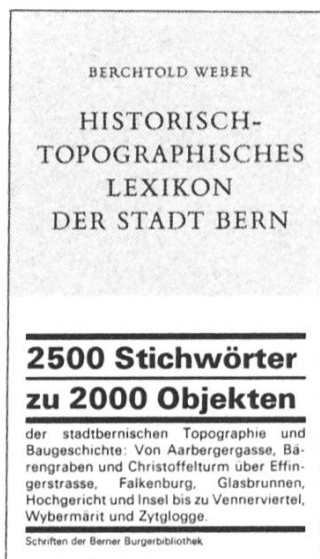 BERCHTOLD WEBER
HISTORISCH-
TOPOGRAPHISCHES
LEXIKON
DER STADT BERN
2500 Stichwörter
zu 2000 Objekten
der stadtbernischen Topographie und
Baugeschichte: Von Aarbergergasse, Bä-
rengraben und Christoffelturm über Effin-
gerstrasse, Falkenburg, Glasbrunnen,
Hochgericht und Insel bis zu Vennerviertel,
Wybermärit und Zytglogge.
Schriften der Berner Burgerbibliothek